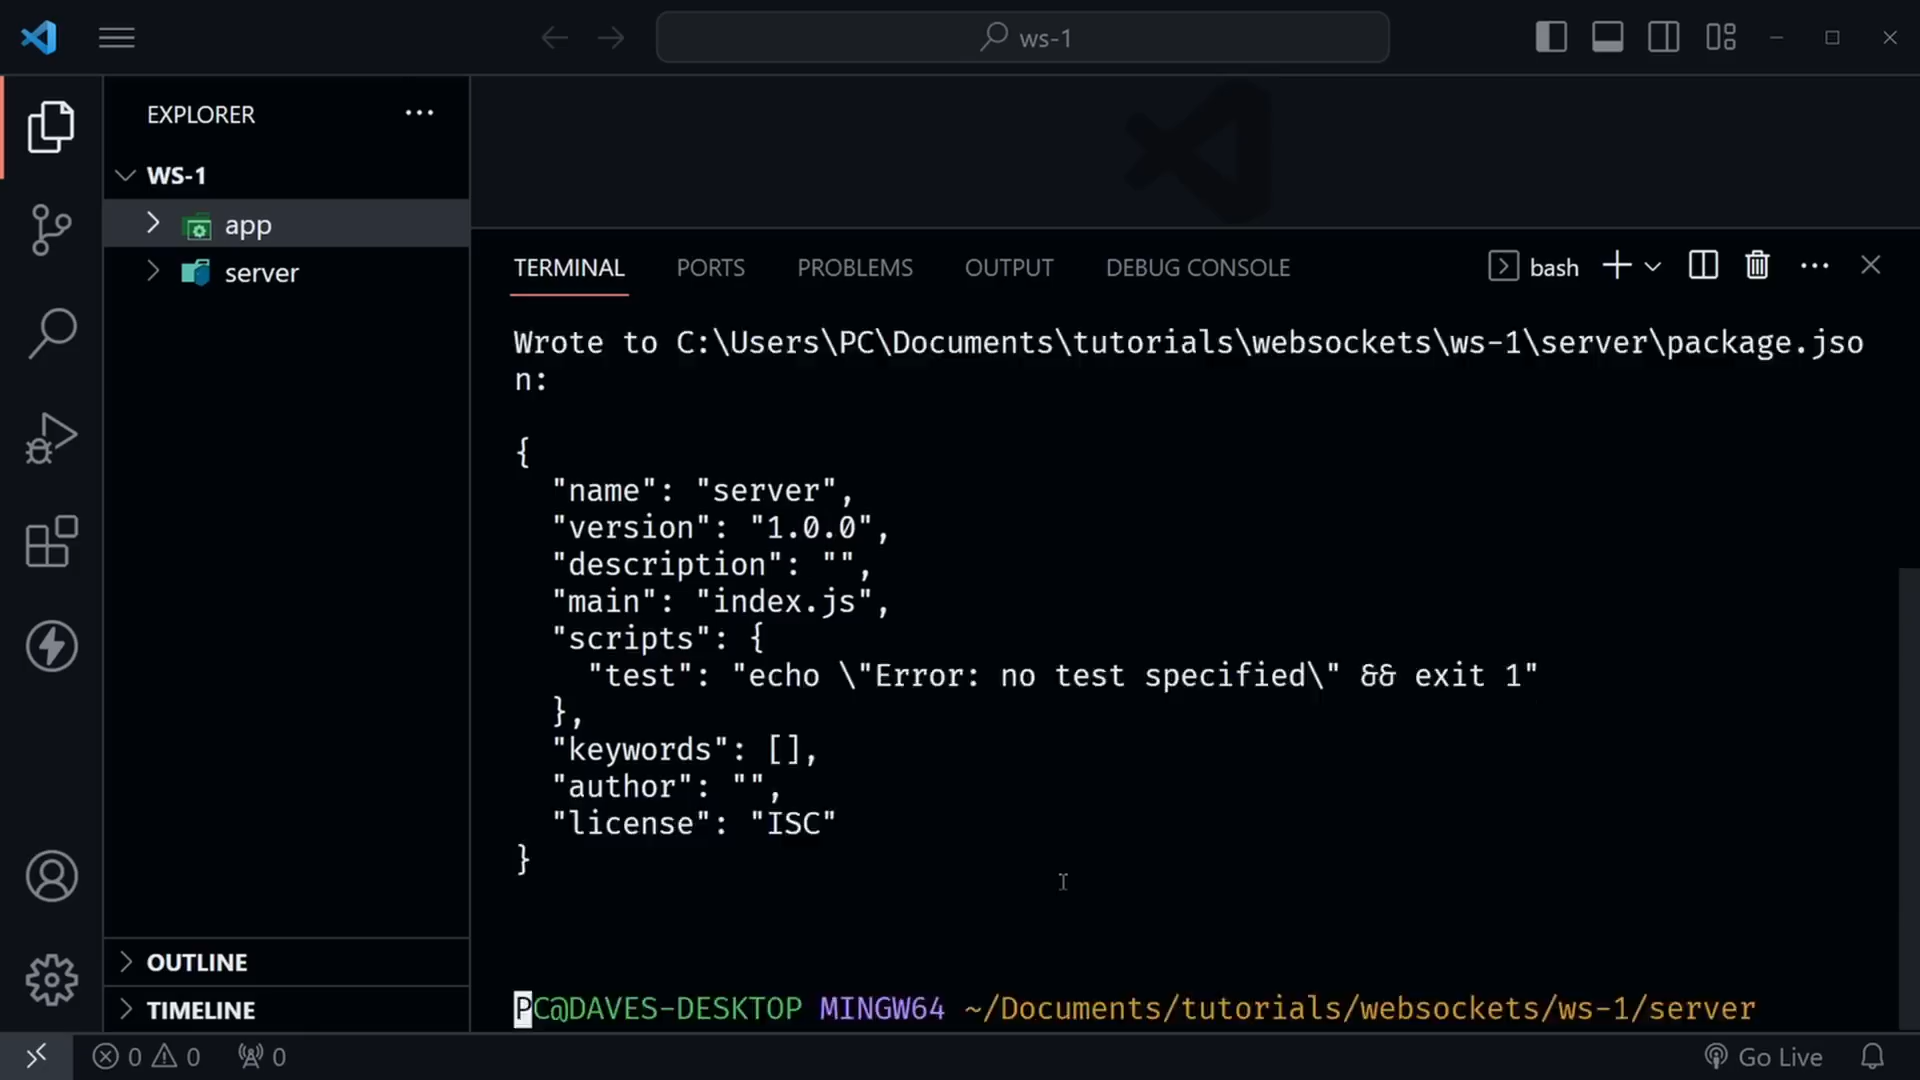 ws-1
EXPLORER
WS-1
app
server
OUTLINE
TIMELINE
TERMINAL PORTS PROBLEMS OUTPUT DEBUG CONSOLE bash
Wrote to C:\Users\PC\Documents\tutorials\websockets\ws-1\server\package.jso
n:
{
"name": "server",
"version": "1.0.0",
"description": "",
"main": "index.js",
"scripts": {
"test": "echo \"Error: no test specified\" && exit 1"
},
"keywords": [],
"author": "",
"license": "ISC"
}
PC@DAVES-DESKTOP MINGW64 ~/Documents/tutorials/websockets/ws-1/server
0 0 0 Go Live